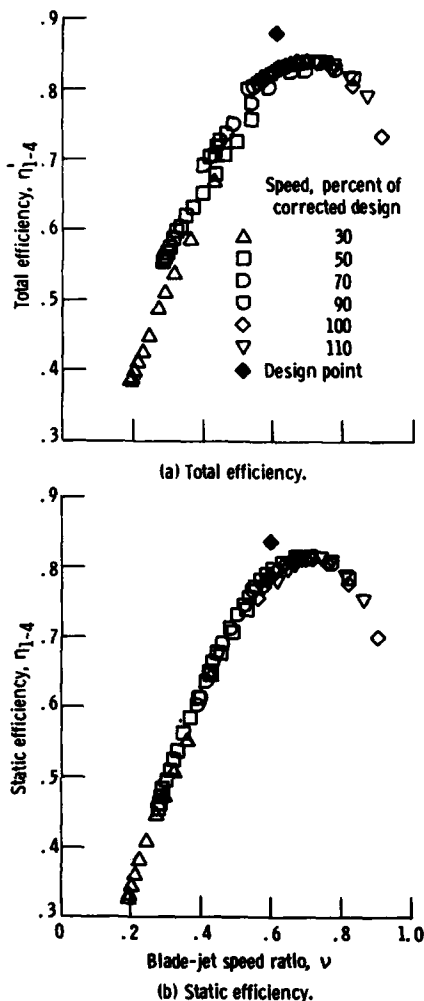 .9
.8
.7
.6
.5
.4
.3
Total efficiency, η'1-4
Speed, percent of
corrected design
30
50
70
90
100
110
Design point
(a) Total efficiency.
.9
.8
.7
.6
.5
.4
.3
Static efficiency, η1-4
0 .2 .4 .6 .8 1.0
Blade-jet speed ratio, ν
(b) Static efficiency.